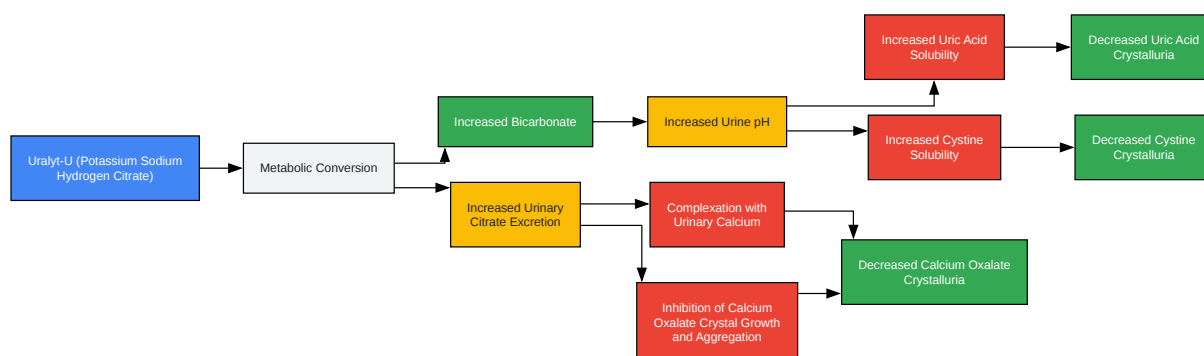 Uralyt-U (Potassium Sodium
Hydrogen Citrate)
Metabolic Conversion
Increased Bicarbonate
Increased Urine pH
Increased Uric Acid
Solubility
Decreased Uric Acid
Crystalluria
Increased Cystine
Solubility
Decreased Cystine
Crystalluria
Increased Urinary
Citrate Excretion
Complexation with
Urinary Calcium
Inhibition of Calcium
Oxalate Crystal Growth
and Aggregation
Decreased Calcium Oxalate
Crystalluria